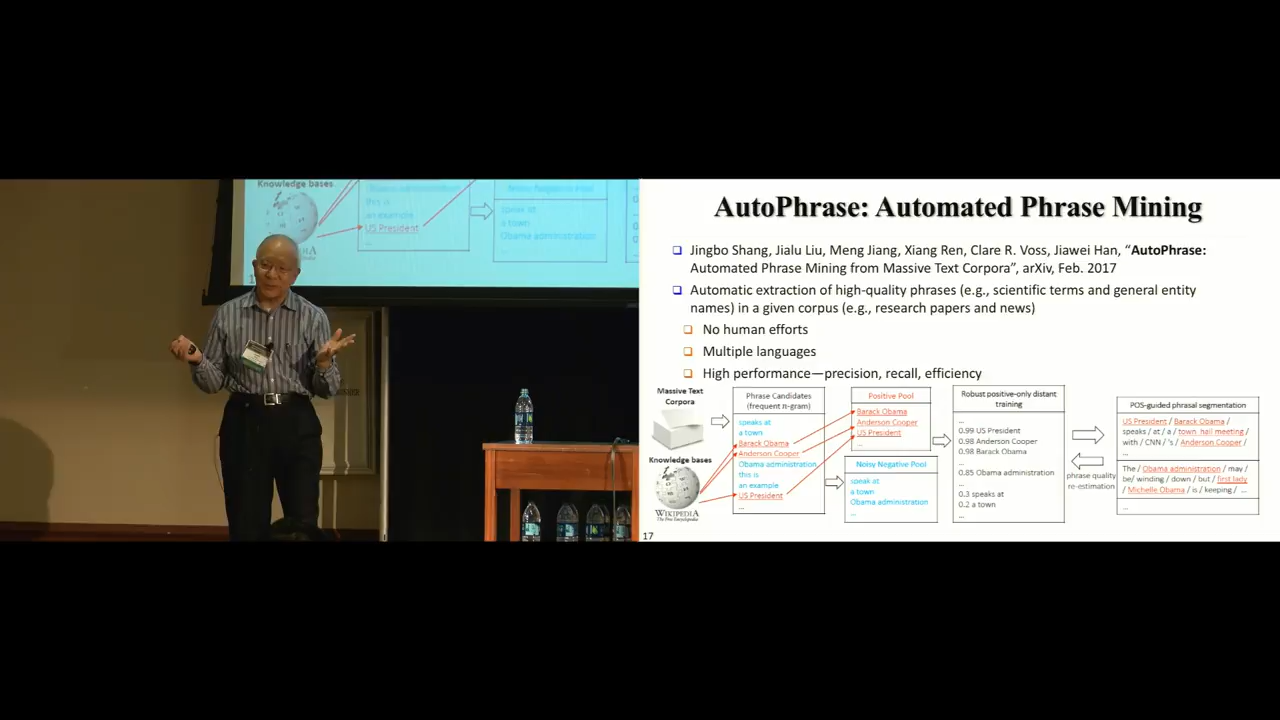 Knowledge bases
this is
an example
US President
...
speak at
a town
Obama administration
AutoPhrase: Automated Phrase Mining
Jingbo Shang, Jialu Liu, Meng Jiang, Xiang Ren, Clare R. Voss, Jiawei Han, “AutoPhrase:
Automated Phrase Mining from Massive Text Corpora”, arXiv, Feb. 2017
Automatic extraction of high-quality phrases (e.g., scientific terms and general entity
names) in a given corpus (e.g., research papers and news)
No human efforts
Multiple languages
High performance—precision, recall, efficiency
Massive Text
Corpora
Knowledge bases
WIKIPEDIA
The Free Encyclopedia
Phrase Candidates
(frequent n-gram)
speaks at
a town
Barack Obama
Anderson Cooper
Obama administration
this is
an example
US President
...
Positive Pool
Barack Obama
Anderson Cooper
US President
...
Noisy Negative Pool
speak at
a town
Obama administration
...
Robust positive-only distant
training
...
0.99 US President
0.98 Anderson Cooper
0.98 Barack Obama
...
0.85 Obama administration
...
0.3 speaks at
0.2 a town
...
phrase quality
re-estimation
POS-guided phrasal segmentation
US President / Barack Obama /
speaks / at / a / town hall meeting /
with / CNN / 's / Anderson Cooper /
...
The / Obama administration / may /
be/ winding / down / but / first lady
/ Michelle Obama / is / keeping / ...
...
17